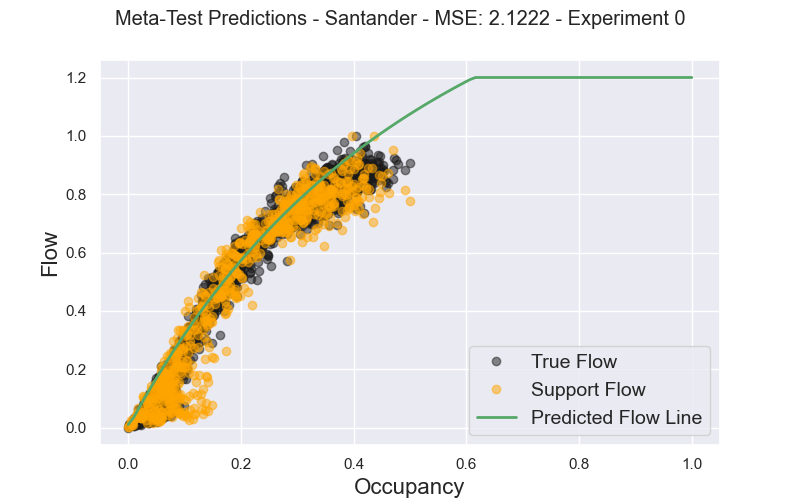 Meta-Test Predictions - Santander - MSE: 2.1222 - Experiment 0
1.2
1.0
0.8
0.6
0.4
0.2
0.0
Flow
True Flow
Support Flow
Predicted Flow Line
0.0 0.2 0.4 0.6 0.8 1.0
Occupancy